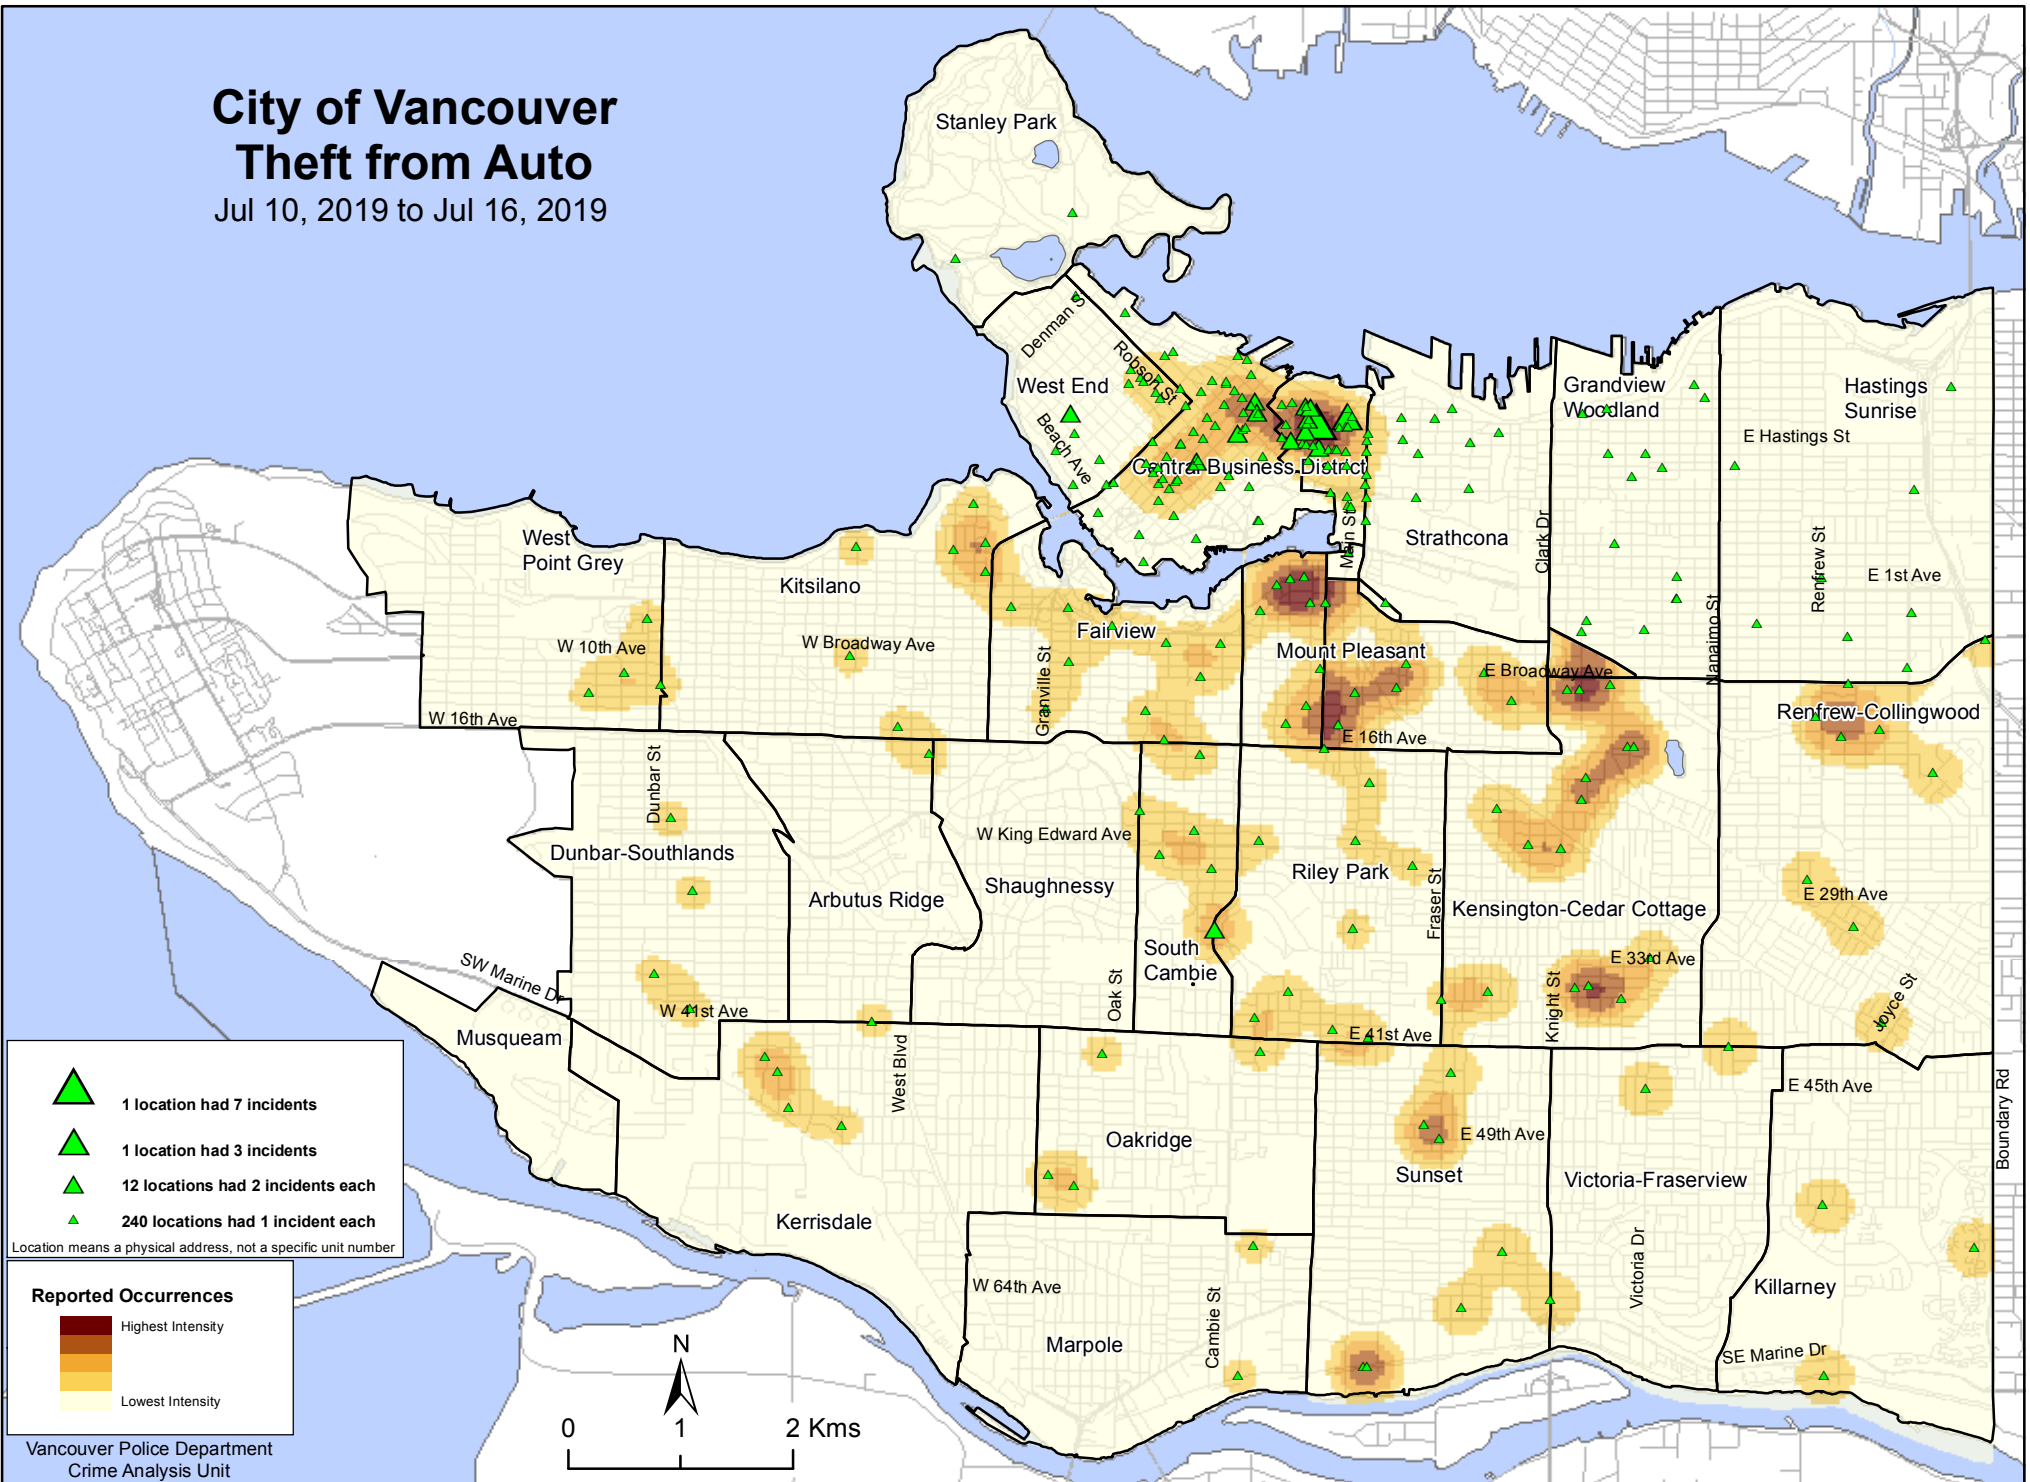 City of Vancouver
Theft from Auto
Jul 10, 2019 to Jul 16, 2019
Stanley Park
Denman S
Robson St
West End
Beach Ave
Central Business District
Grandview
Woodland
Hastings
Sunrise
E Hastings St
Main St
Strathcona
Clark Dr
Renfrew St
E 1st Ave
Nanaimo St
West
Point Grey
Kitsilano
W 10th Ave
W Broadway Ave
Fairview
Granville St
Mount Pleasant
E Broadway Ave
W 16th Ave
E 16th Ave
Renfrew-Collingwood
Dunbar St
Dunbar-Southlands
W King Edward Ave
Arbutus Ridge
Shaughnessy
Riley Park
Fraser St
Kensington-Cedar Cottage
E 29th Ave
South
Cambie
E 33rd Ave
SW Marine Dr
Oak St
Knight St
Joyce St
W 41st Ave
E 41st Ave
Musqueam
West Blvd
E 45th Ave
Boundary Rd
Oakridge
E 49th Ave
Sunset
Victoria-Fraserview
Kerrisdale
Victoria Dr
W 64th Ave
Killarney
Cambie St
Marpole
SE Marine Dr
1 location had 7 incidents
1 location had 3 incidents
12 locations had 2 incidents each
240 locations had 1 incident each
Location means a physical address, not a specific unit number
Reported Occurrences
Highest Intensity
Lowest Intensity
N
0 1 2 Kms
Vancouver Police Department
Crime Analysis Unit